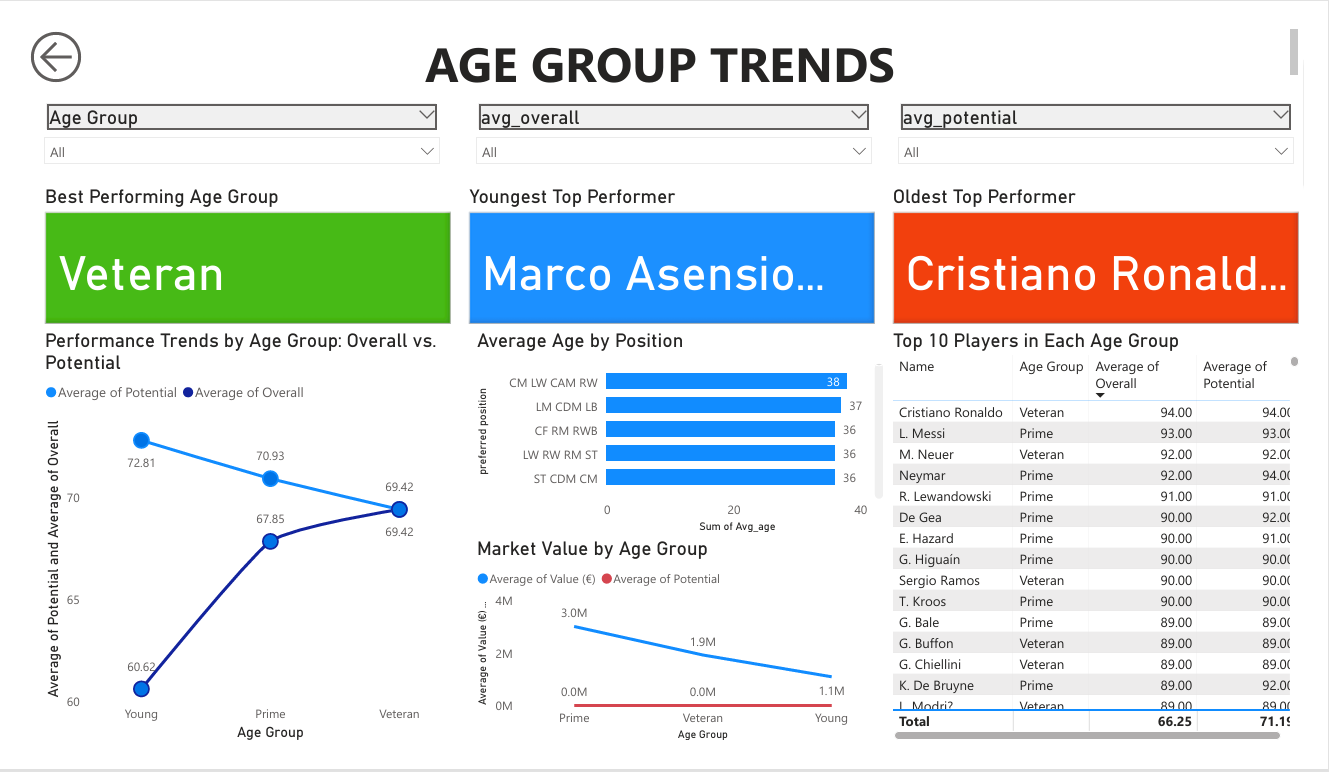 AGE GROUP TRENDS
Age Group
avg_overall
avg_potential
All
All
All
Best Performing Age Group
Youngest Top Performer
Oldest Top Performer
Veteran
Marco Asensio...
Cristiano Ronald...
Performance Trends by Age Group: Overall vs.
Potential
Average of Potential Average of Overall
Average of Potential and Average of Overall
72.81
70.93
69.42
70
67.85
69.42
65
60.62
60
Young Prime Veteran
Age Group
Average Age by Position
preferred position
CM LW CAM RW 38
LM CDM LB 37
CF RM RWB 36
LW RW RM ST 36
ST CDM CM 36
0 20 40
Sum of Avg_age
Market Value by Age Group
Average of Value (€) Average of Potential
Average of Value (€) ...
4M
3.0M
1.9M
2M
0.0M 0.0M 1.1M
0M
Prime Veteran Young
Age Group
Top 10 Players in Each Age Group
Name Age Group Average of Overall Average of Potential
Cristiano Ronaldo Veteran 94.00 94.00
L. Messi Prime 93.00 93.00
M. Neuer Veteran 92.00 92.00
Neymar Prime 92.00 94.00
R. Lewandowski Prime 91.00 91.00
De Gea Prime 90.00 92.00
E. Hazard Prime 90.00 91.00
G. Higuaín Prime 90.00 90.00
Sergio Ramos Veteran 90.00 90.00
T. Kroos Prime 90.00 90.00
G. Bale Prime 89.00 89.00
G. Buffon Veteran 89.00 89.00
G. Chiellini Veteran 89.00 89.00
K. De Bruyne Prime 89.00 92.00
L. Modri? Veteran 89.00 89.00
Total 66.25 71.19